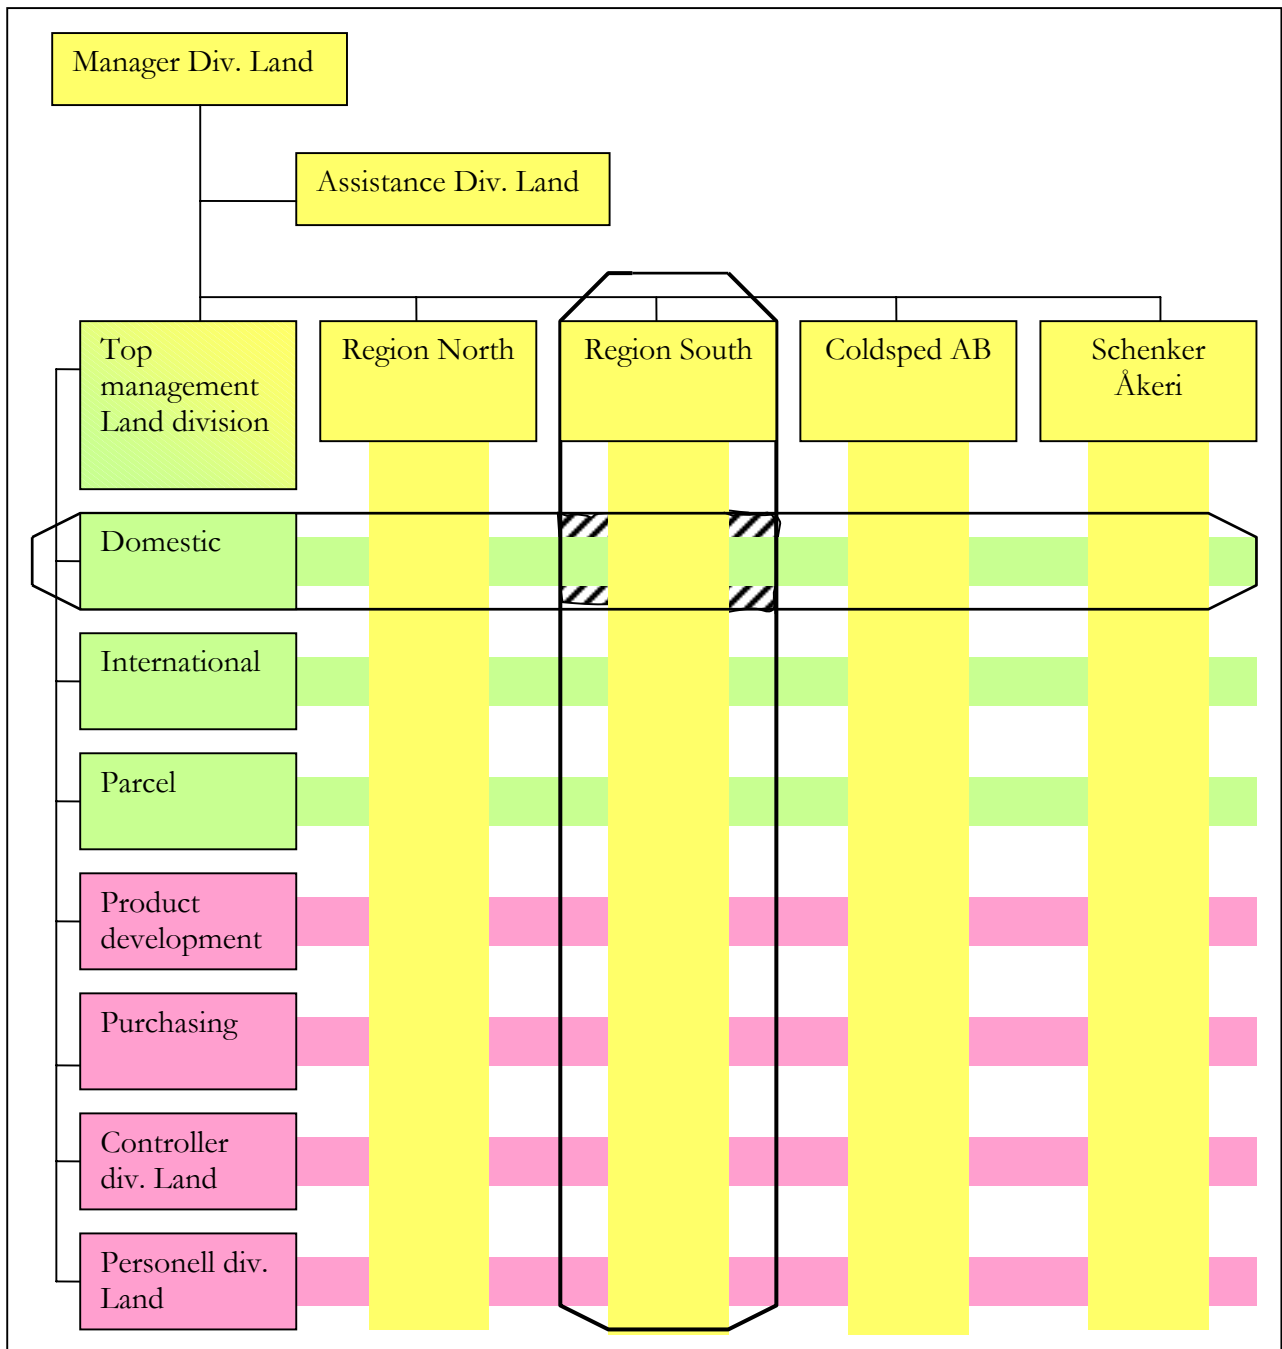 Manager Div. Land
Assistance Div. Land
Top
management
Land division
Region North
Region South
Coldsped AB
Schenker
Åkeri
Domestic
International
Parcel
Product
development
Purchasing
Controller
div. Land
Personell div.
Land